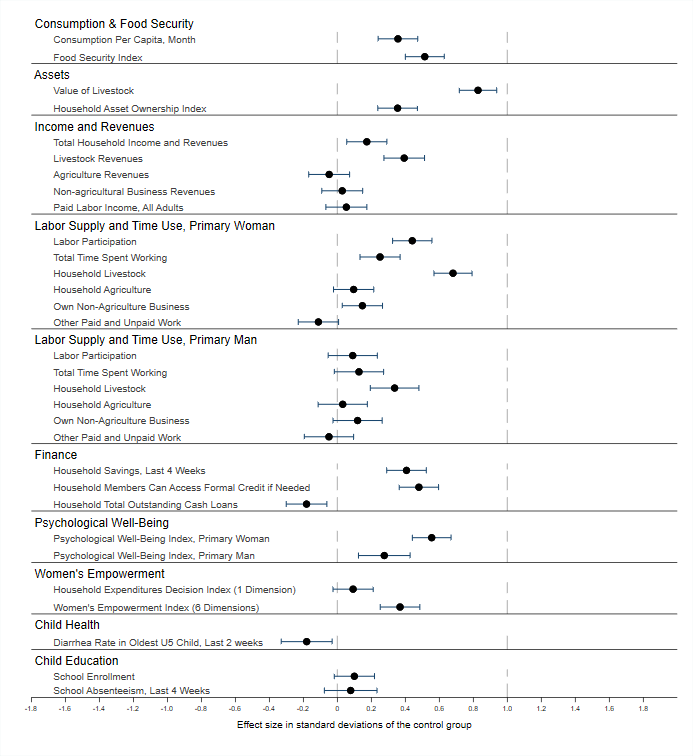 Consumption & Food Security
Consumption Per Capita, Month
Food Security Index
Assets
Value of Livestock
Household Asset Ownership Index
Income and Revenues
Total Household Income and Revenues
Livestock Revenues
Agriculture Revenues
Non-agricultural Business Revenues
Paid Labor Income, All Adults
Labor Supply and Time Use, Primary Woman
Labor Participation
Total Time Spent Working
Household Livestock
Household Agriculture
Own Non-Agriculture Business
Other Paid and Unpaid Work
Labor Supply and Time Use, Primary Man
Labor Participation
Total Time Spent Working
Household Livestock
Household Agriculture
Own Non-Agriculture Business
Other Paid and Unpaid Work
Finance
Household Savings, Last 4 Weeks
Household Members Can Access Formal Credit if Needed
Household Total Outstanding Cash Loans
Psychological Well-Being
Psychological Well-Being Index, Primary Woman
Psychological Well-Being Index, Primary Man
Women's Empowerment
Household Expenditures Decision Index (1 Dimension)
Women's Empowerment Index (6 Dimensions)
Child Health
Diarrhea Rate in Oldest U5 Child, Last 2 weeks
Child Education
School Enrollment
School Absenteeism, Last 4 Weeks
-1.8 -1.6 -1.4 -1.2 -1.0 -0.8 -0.6 -0.4 -0.2 0 0.2 0.4 0.6 0.8 1.0 1.2 1.4 1.6 1.8
Effect size in standard deviations of the control group